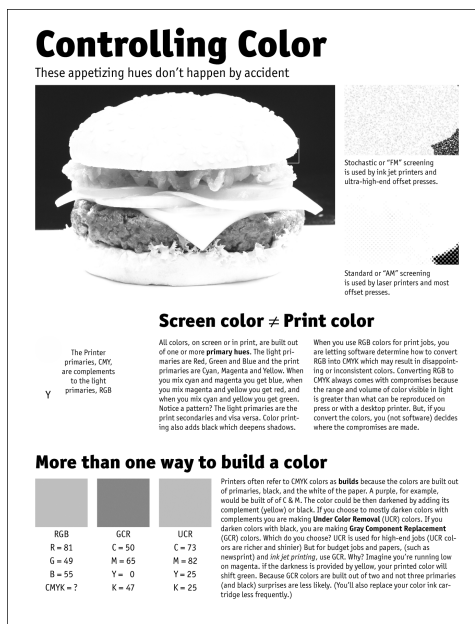 Controlling Color
These appetizing hues don't happen by accident
Stochastic or "FM" screening
is used by ink jet printers and
ultra-high-end offset presses.
Standard or "AM" screening
is used by laser printers and most
offset presses.
Screen color ≠ Print color
The Printer
primaries, CMY,
are complements
to the light
primaries, RGB
Y
All colors, on screen or in print, are built out
of one or more primary hues. The light pri-
maries are Red, Green and Blue and the print
primaries are Cyan, Magenta and Yellow. When
you mix cyan and magenta you get blue, when
you mix magenta and yellow you get red, and
when you mix cyan and yellow you get green.
Notice a pattern? The light primaries are the
print secondaries and visa versa. Color print-
ing also adds black which deepens shadows.
When you use RGB colors for print jobs, you
are letting software determine how to convert
RGB into CMYK which may result in disappoint-
ing or inconsistent colors. Converting RGB to
CMYK always comes with compromises because
the range and volume of color visible in light
is greater than what can be reproduced on
press or with a desktop printer. But, if you
convert the colors, you (not software) decides
where the compromises are made.
More than one way to build a color
RGB
R = 81
G = 49
B = 55
CMYK = ?
GCR
C = 50
M = 65
Y = 0
K = 47
UCR
C = 73
M = 82
Y = 25
K = 25
Printers often refer to CMYK colors as builds because the colors are built out
of primaries, black, and the white of the paper. A purple, for example,
would be built of of C & M. The color could be then darkened by adding its
complement (yellow) or black. If you choose to mostly darken colors with
complements you are making Under Color Removal (UCR) colors. If you
darken colors with black, you are making Gray Component Replacement
(GCR) colors. Which do you choose? UCR is used for high-end jobs (UCR col-
ors are richer and shinier) But for budget jobs and papers, (such as
newsprint) and ink jet printing, use GCR. Why? Imagine you're running low
on magenta. if the darkness is provided by yellow, your printed color will
shift green. Because GCR colors are built out of two and not three primaries
(and black) surprises are less likely. (You'll also replace your color ink car-
tridge less frequently.)